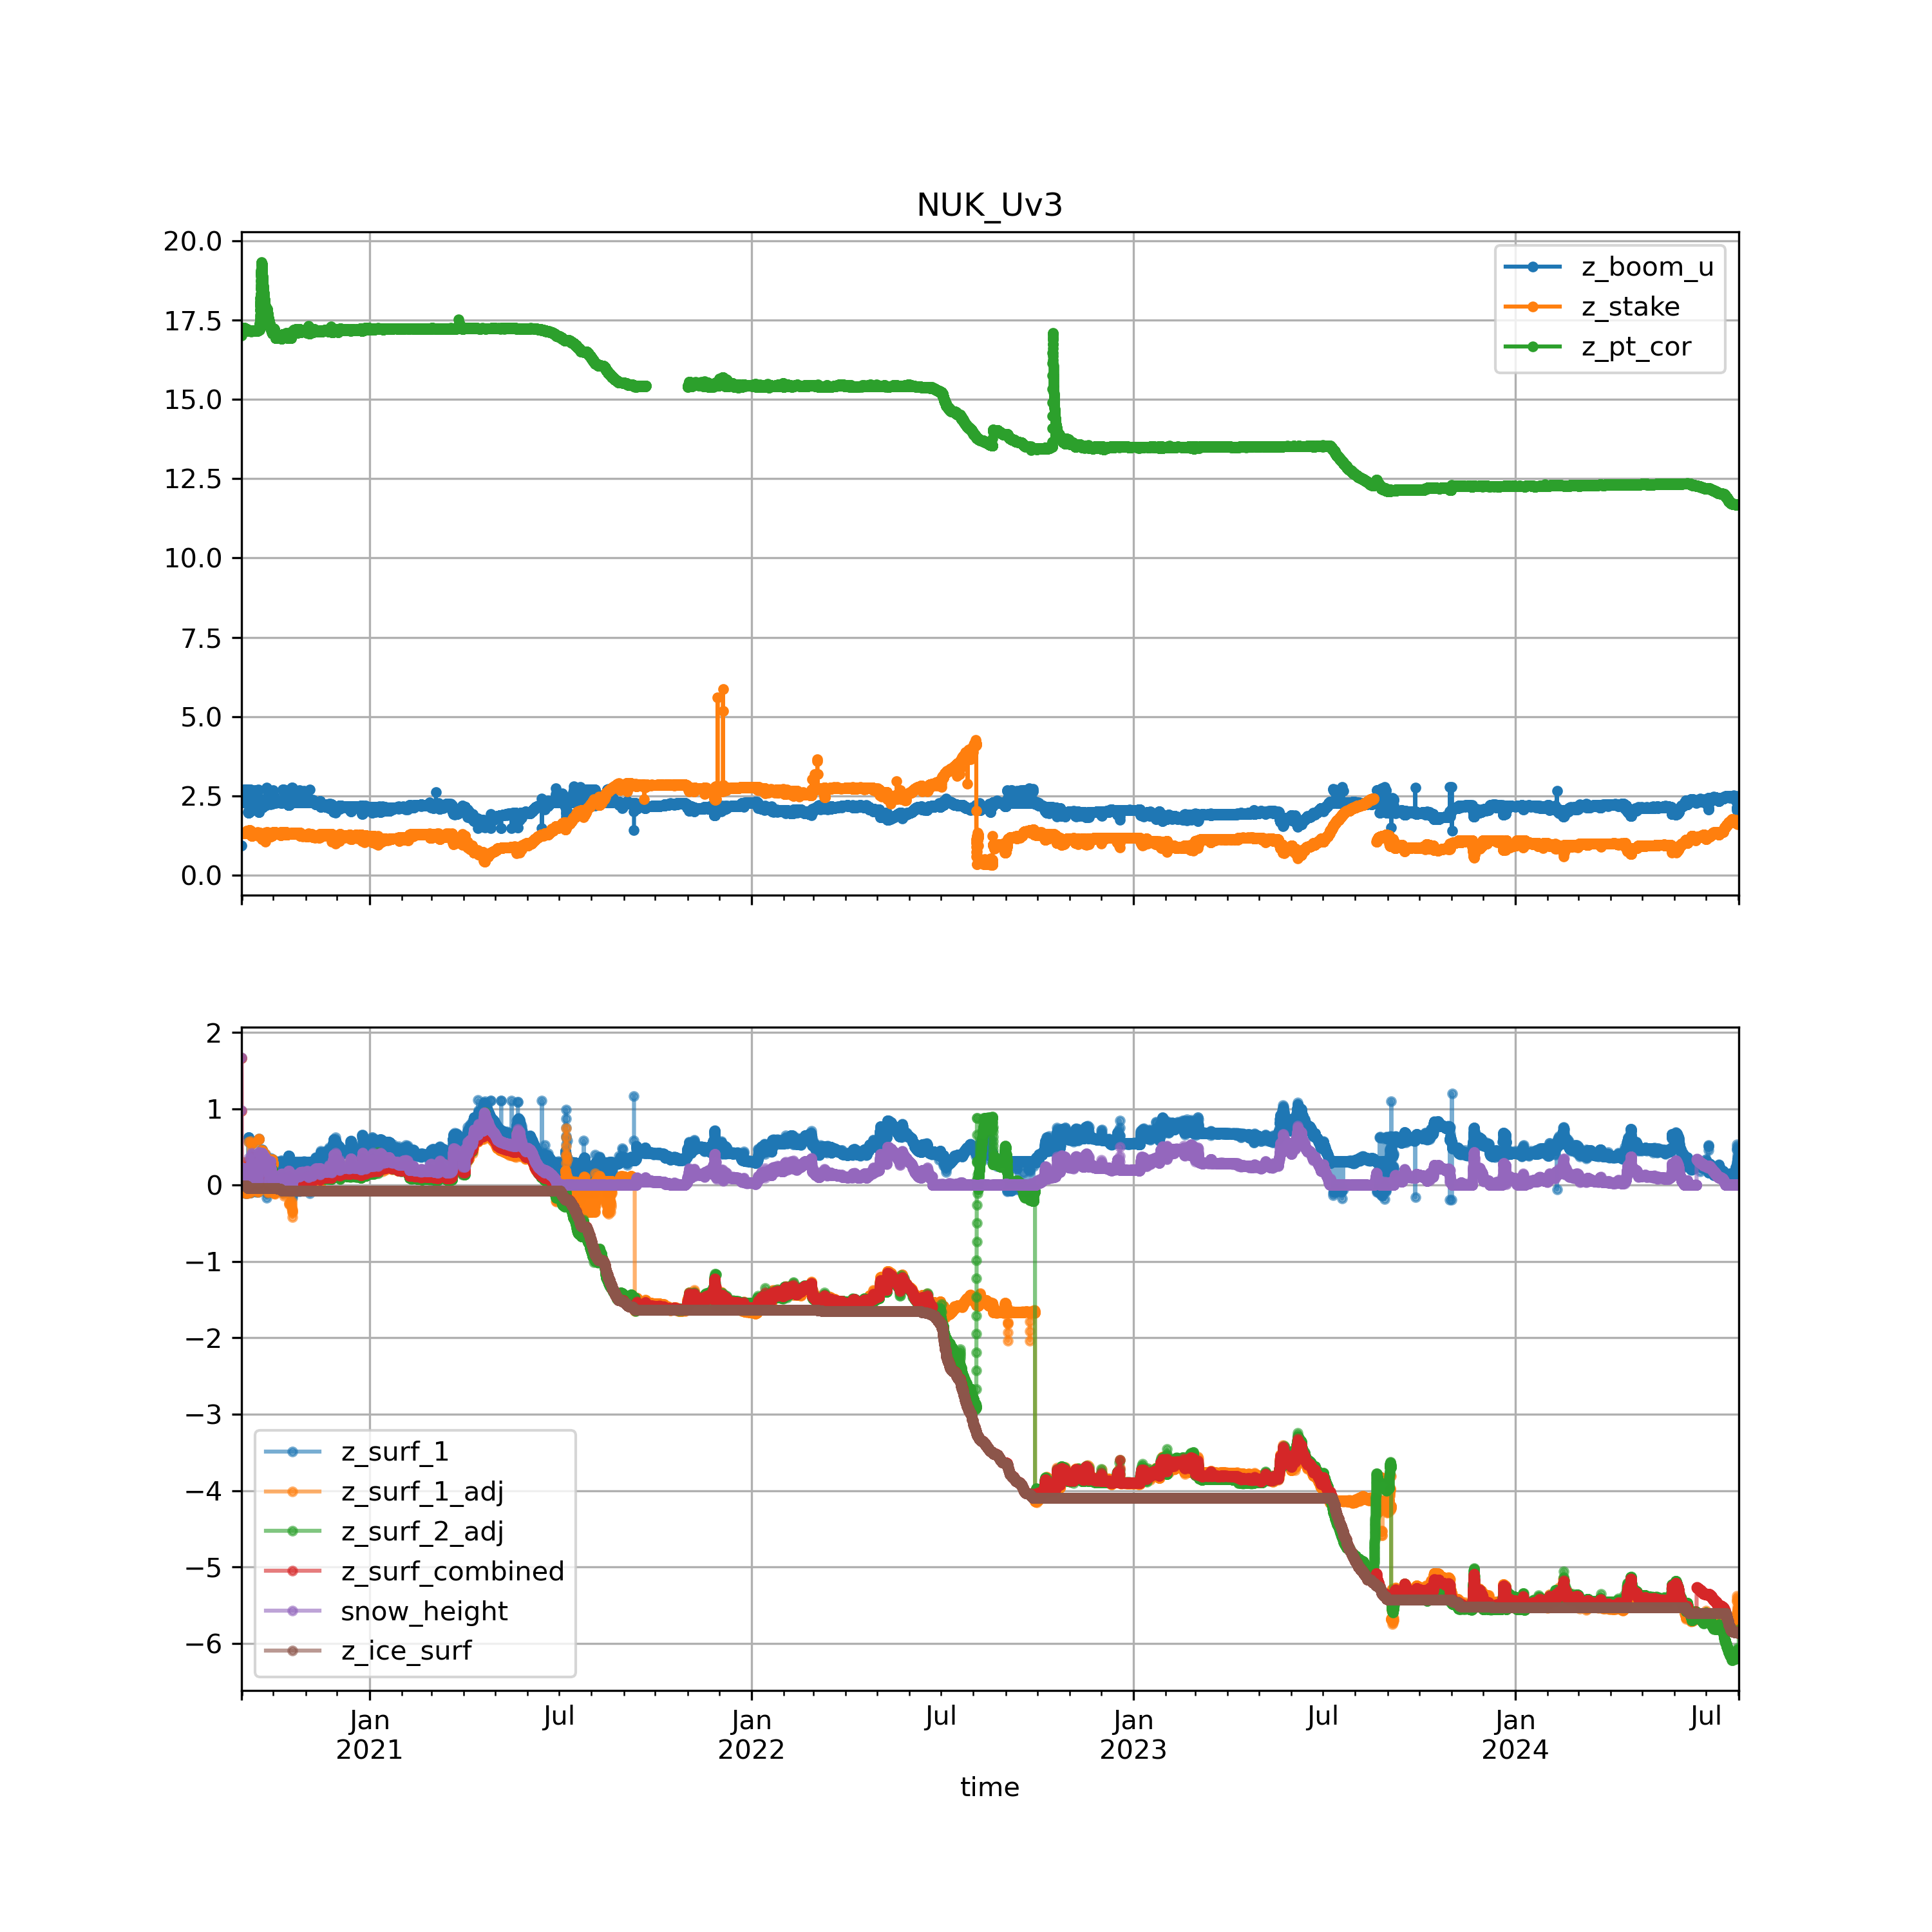 NUK_Uv3
20.0
17.5
15.0
12.5
10.0
7.5
5.0
2.5
0.0
z_boom_u
z_stake
z_pt_cor
2
1
0
−1
−2
−3
−4
−5
−6
z_surf_1
z_surf_1_adj
z_surf_2_adj
z_surf_combined
snow_height
z_ice_surf
Jan Jul Jan Jul Jan Jul Jan Jul
2021 2022 2023 2024
time